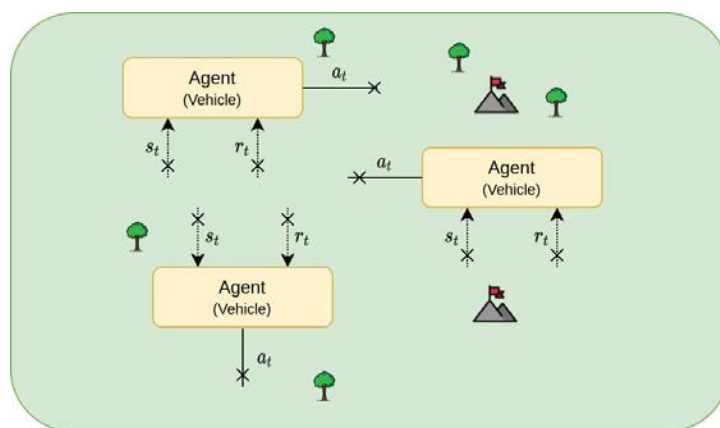 Agent
(Vehicle)
a_t
s_t
r_t
Agent
(Vehicle)
a_t
s_t
r_t
s_t
r_t
Agent
(Vehicle)
a_t